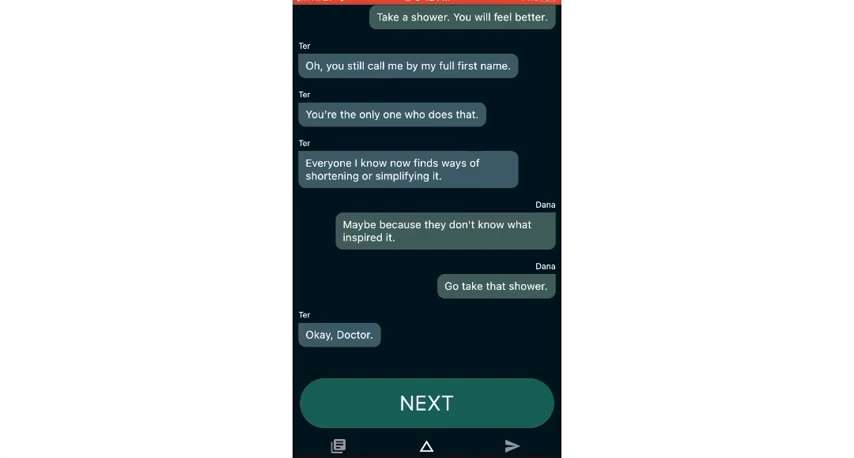 Take a shower. You will feel better.
Ter
Oh, you still call me by my full first name.
Ter
You're the only one who does that.
Ter
Everyone I know now finds ways of
shortening or simplifying it.
Dana
Maybe because they don't know what
inspired it.
Dana
Go take that shower.
Ter
Okay, Doctor.
NEXT